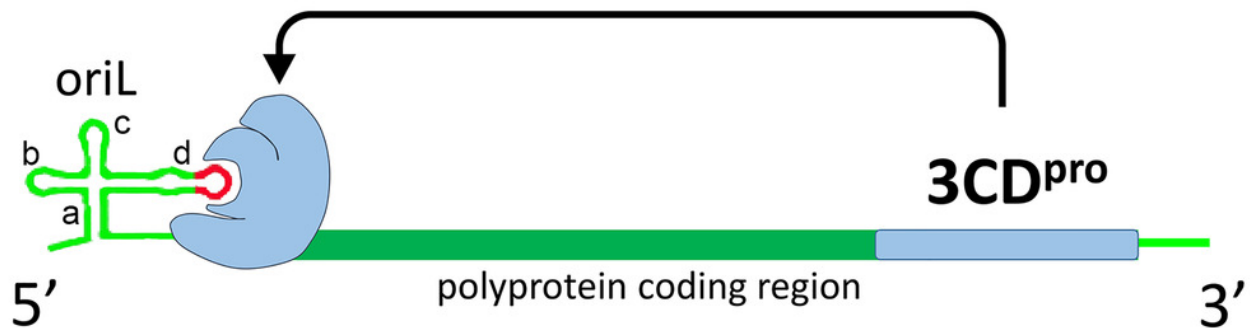 oriL
c
b
d
a
3CDpro
5’
polyprotein coding region
3’